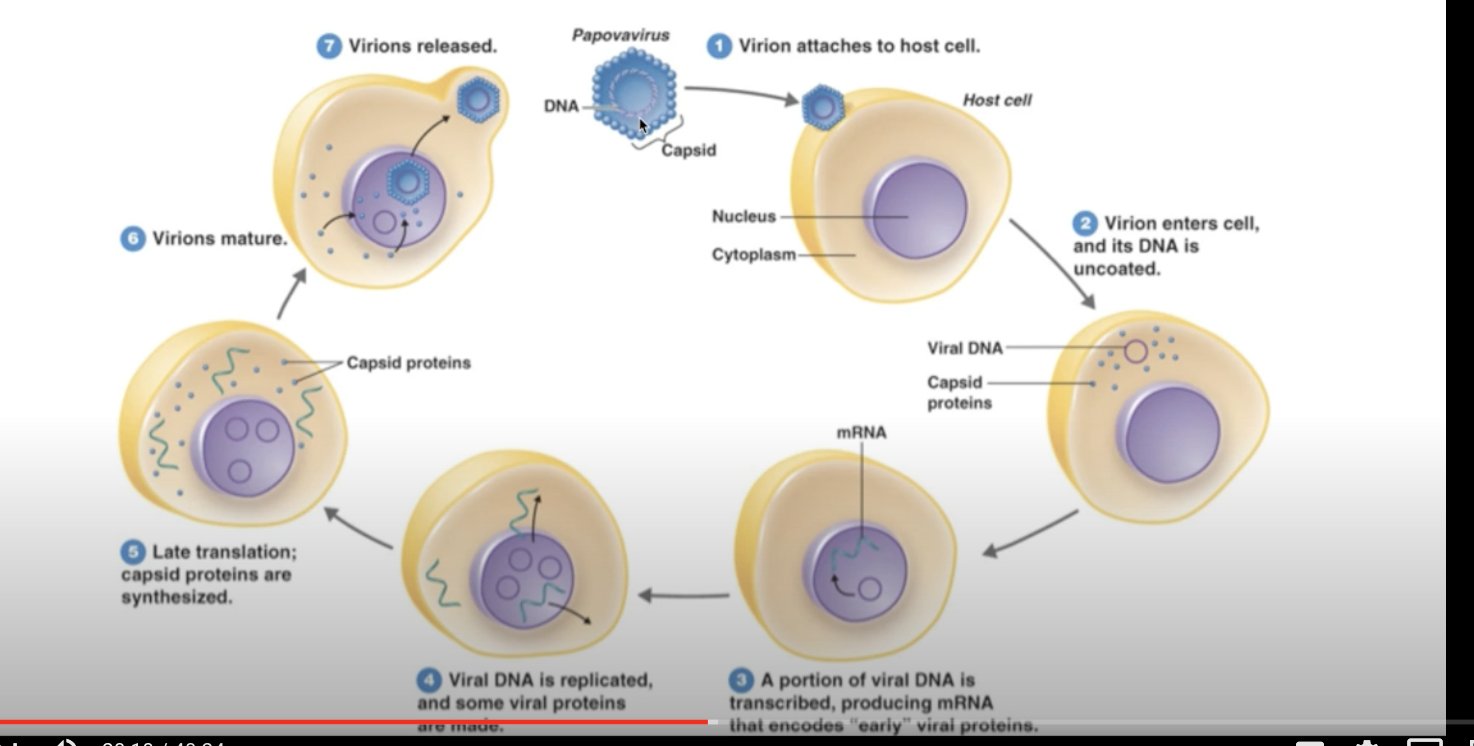 7 Virions released.
Papovavirus
1 Virion attaches to host cell.
DNA
Host cell
Capsid
Nucleus
Cytoplasm
2 Virion enters cell,
and its DNA is
uncoated.
6 Virions mature.
Viral DNA
Capsid
proteins
Capsid proteins
mRNA
5 Late translation;
capsid proteins are
synthesized.
4 Viral DNA is replicated,
and some viral proteins
are made.
3 A portion of viral DNA is
transcribed, producing mRNA
that encodes “early” viral proteins.